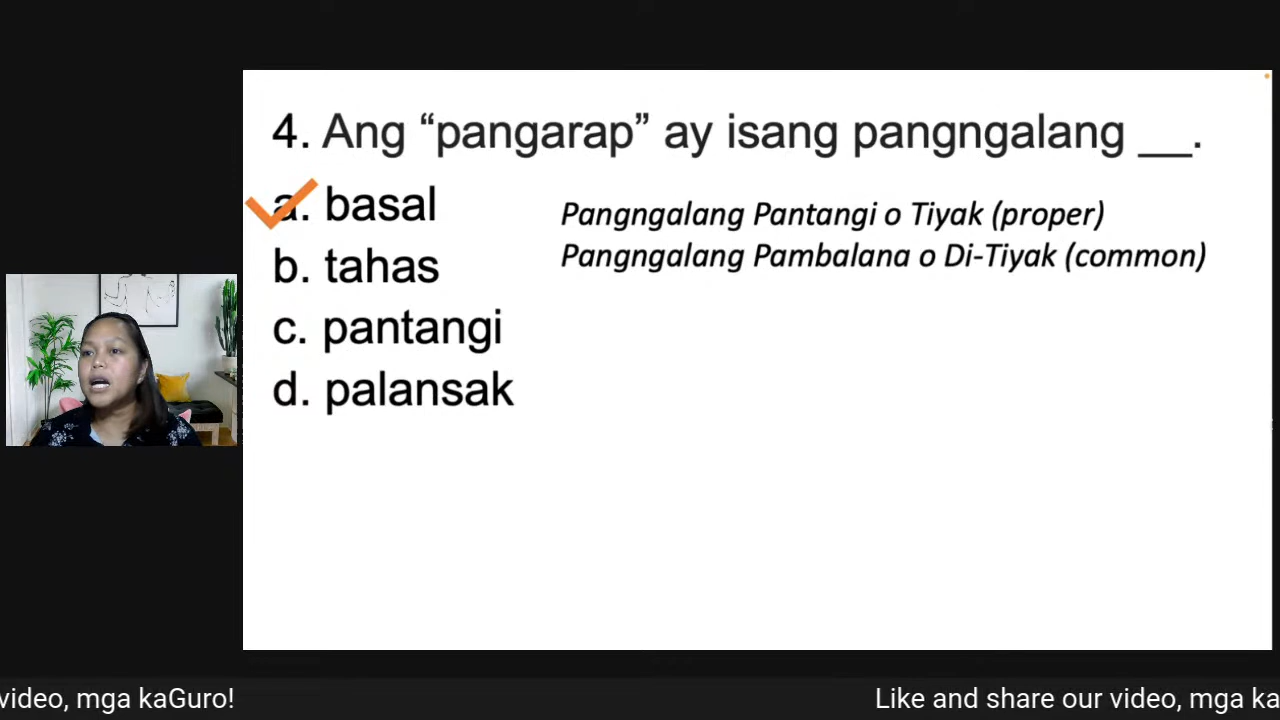 4. Ang “pangarap” ay isang pangngalang __.
a. basal
b. tahas
c. pantangi
d. palansak
Pangngalang Pantangi o Tiyak (proper)
Pangngalang Pambalana o Di-Tiyak (common)
video, mga kaGuro!
Like and share our video, mga ka